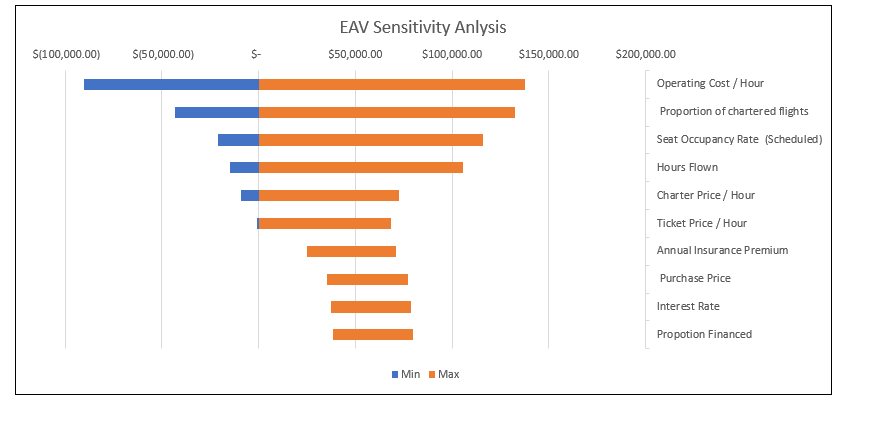 EAV Sensitivity Anlysis
$(100,000.00) $(50,000.00) $- $50,000.00 $100,000.00 $150,000.00 $200,000.00
Operating Cost / Hour
Proportion of chartered flights
Seat Occupancy Rate (Scheduled)
Hours Flown
Charter Price / Hour
Ticket Price / Hour
Annual Insurance Premium
Purchase Price
Interest Rate
Propotion Financed
Min Max